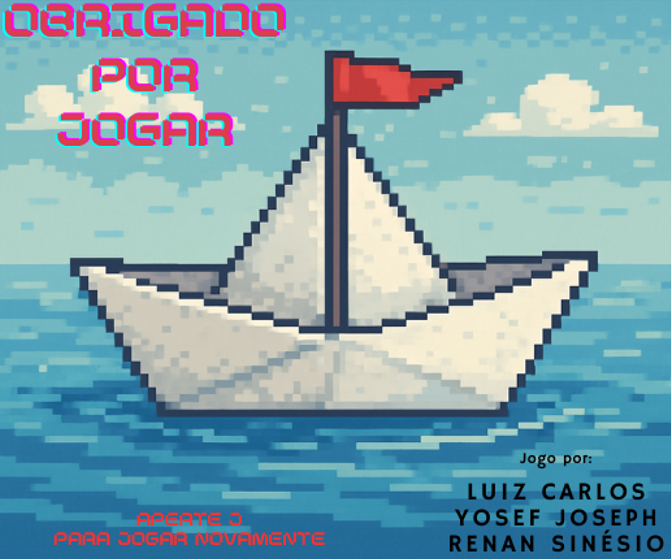 OBRIGADO
POR
JOGAR
Jogo por:
LUIZ CARLOS
YOSEF JOSEPH
RENAN SINÉSIO
APERTE J
PARA JOGAR NOVAMENTE